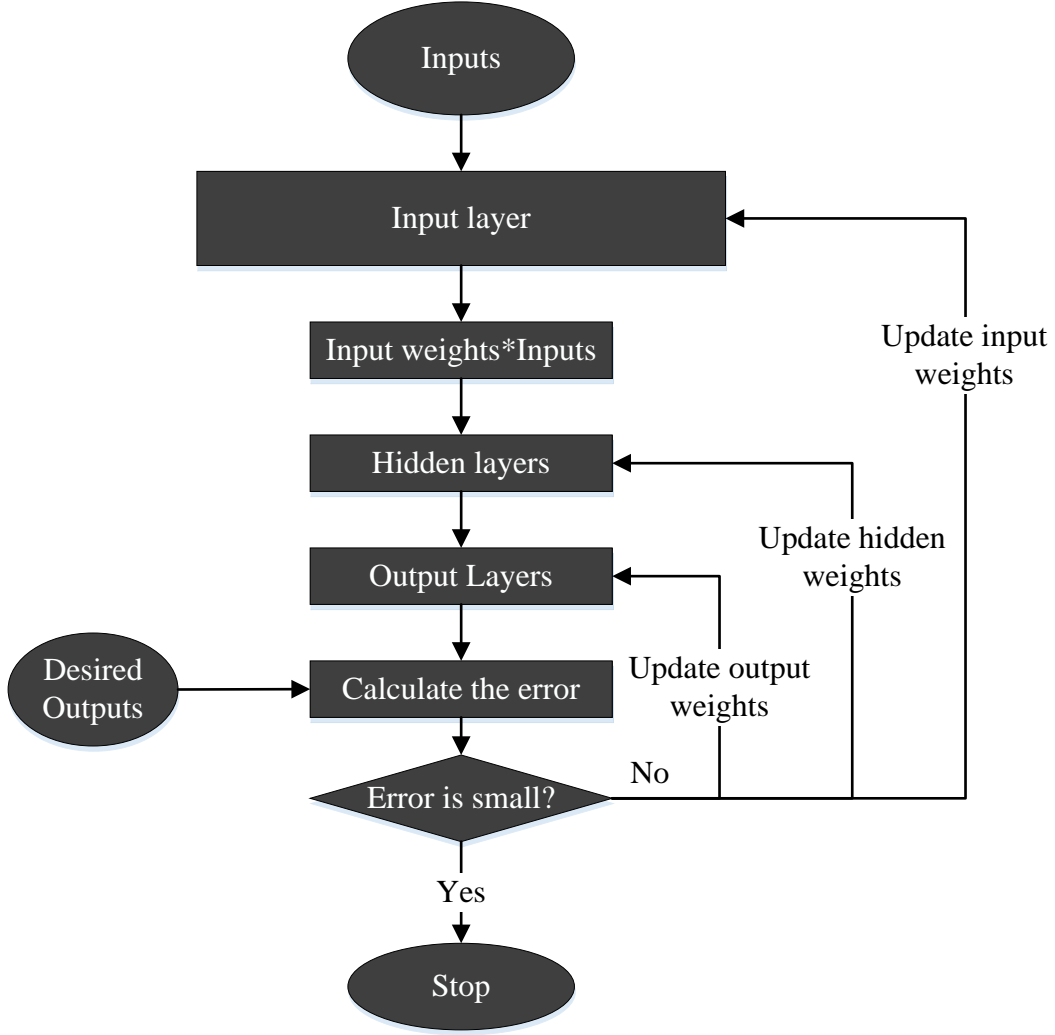 Inputs
Input layer
Update input
weights
Input weights*Inputs
Hidden layers
Update hidden
weights
Output Layers
Update output
weights
Desired
Outputs
Calculate the error
No
Error is small?
Yes
Stop